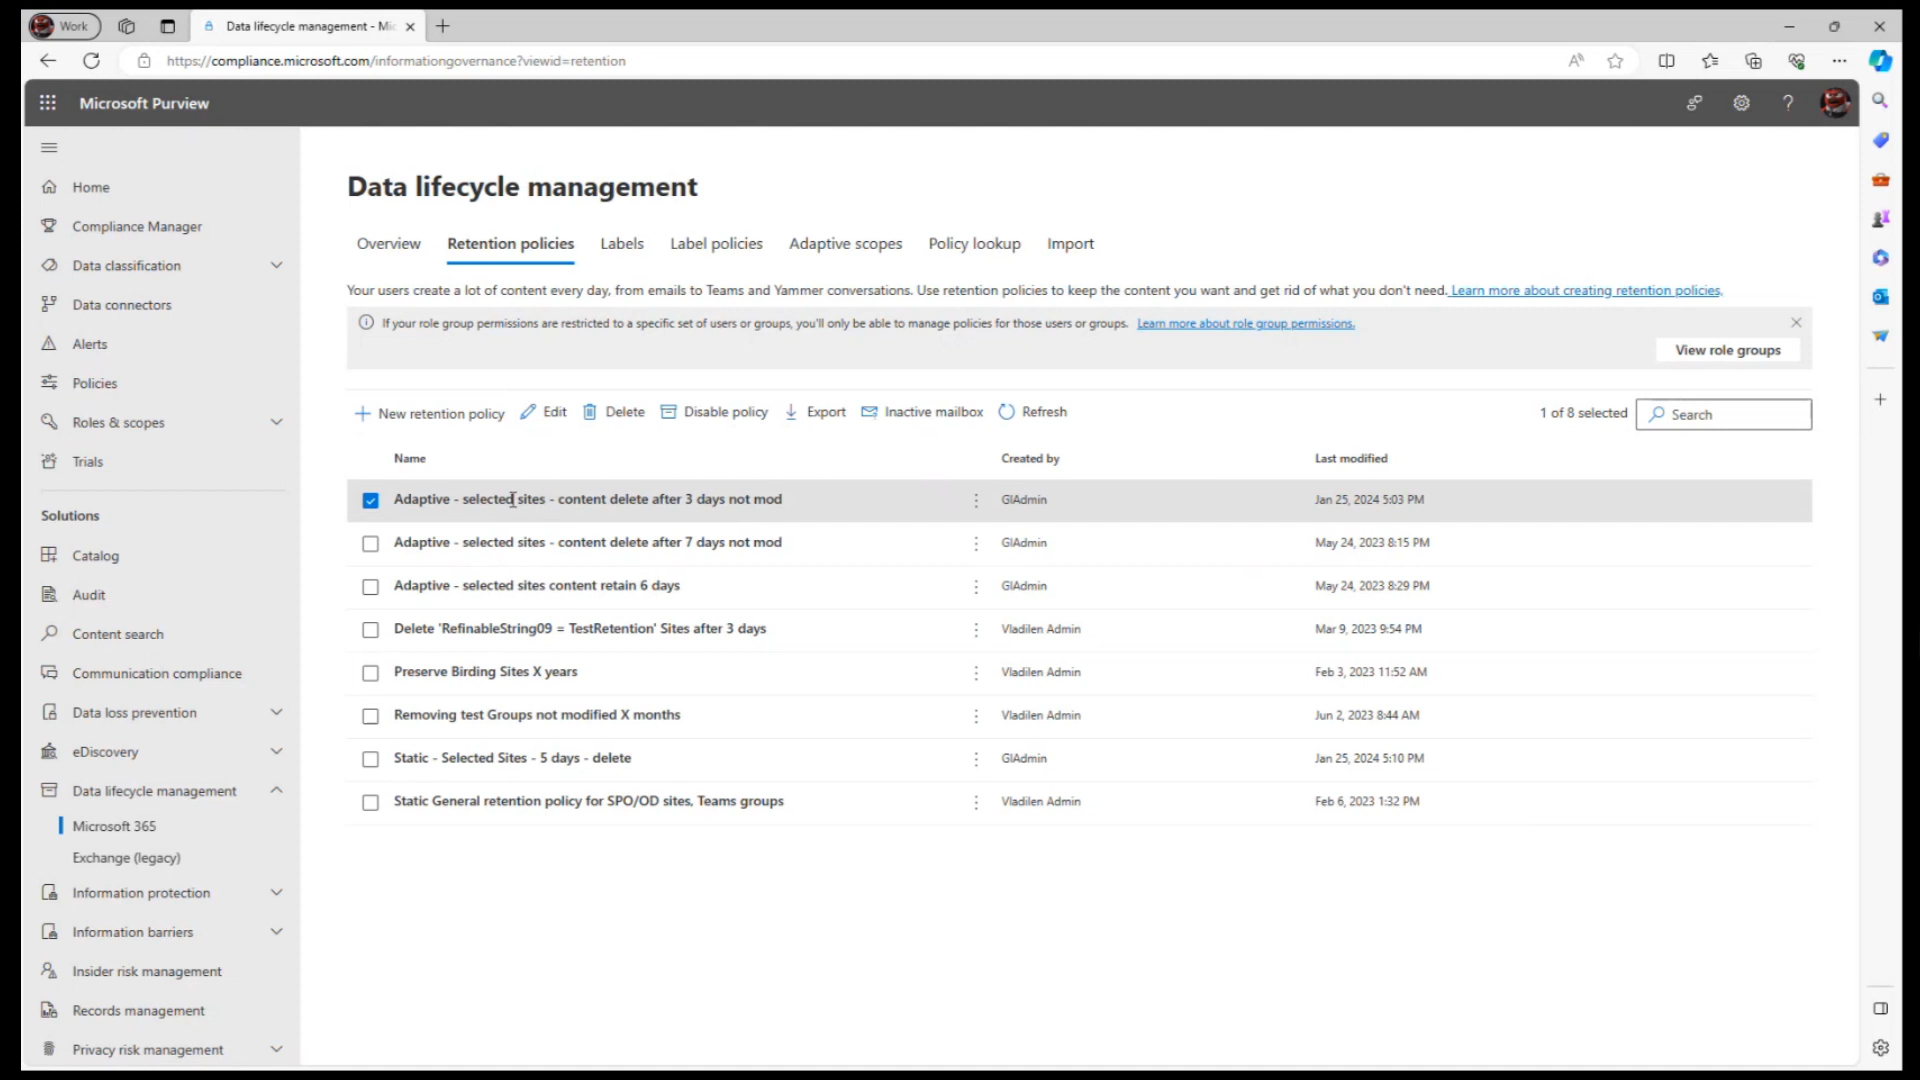 Work
Data lifecycle management - Mic
https://compliance.microsoft.com/informationgovernance?viewid=retention
Microsoft Purview
Home
Compliance Manager
Data classification
Data connectors
Alerts
Policies
Roles & scopes
Trials
Solutions
Catalog
Audit
Content search
Communication compliance
Data loss prevention
eDiscovery
Data lifecycle management
Microsoft 365
Exchange (legacy)
Information protection
Information barriers
Insider risk management
Records management
Privacy risk management
Data lifecycle management
Overview Retention policies Labels Label policies Adaptive scopes Policy lookup Import
Your users create a lot of content every day, from emails to Teams and Yammer conversations. Use retention policies to keep the content you want and get rid of what you don't need. Learn more about creating retention policies.
If your role group permissions are restricted to a specific set of users or groups, you'll only be able to manage policies for those users or groups. Learn more about role group permissions.
View role groups
New retention policy Edit Delete Disable policy Export Inactive mailbox Refresh 1 of 8 selected Search
Name Created by Last modified
Adaptive - selected sites - content delete after 3 days not mod GlAdmin Jan 25, 2024 5:03 PM
Adaptive - selected sites - content delete after 7 days not mod GlAdmin May 24, 2023 8:15 PM
Adaptive - selected sites content retain 6 days GlAdmin May 24, 2023 8:29 PM
Delete 'RefinableString09 = TestRetention' Sites after 3 days Vladilen Admin Mar 9, 2023 9:54 PM
Preserve Birding Sites X years Vladilen Admin Feb 3, 2023 11:52 AM
Removing test Groups not modified X months Vladilen Admin Jun 2, 2023 8:44 AM
Static - Selected Sites - 5 days - delete GlAdmin Jan 25, 2024 5:10 PM
Static General retention policy for SPO/OD sites, Teams groups Vladilen Admin Feb 6, 2023 1:32 PM